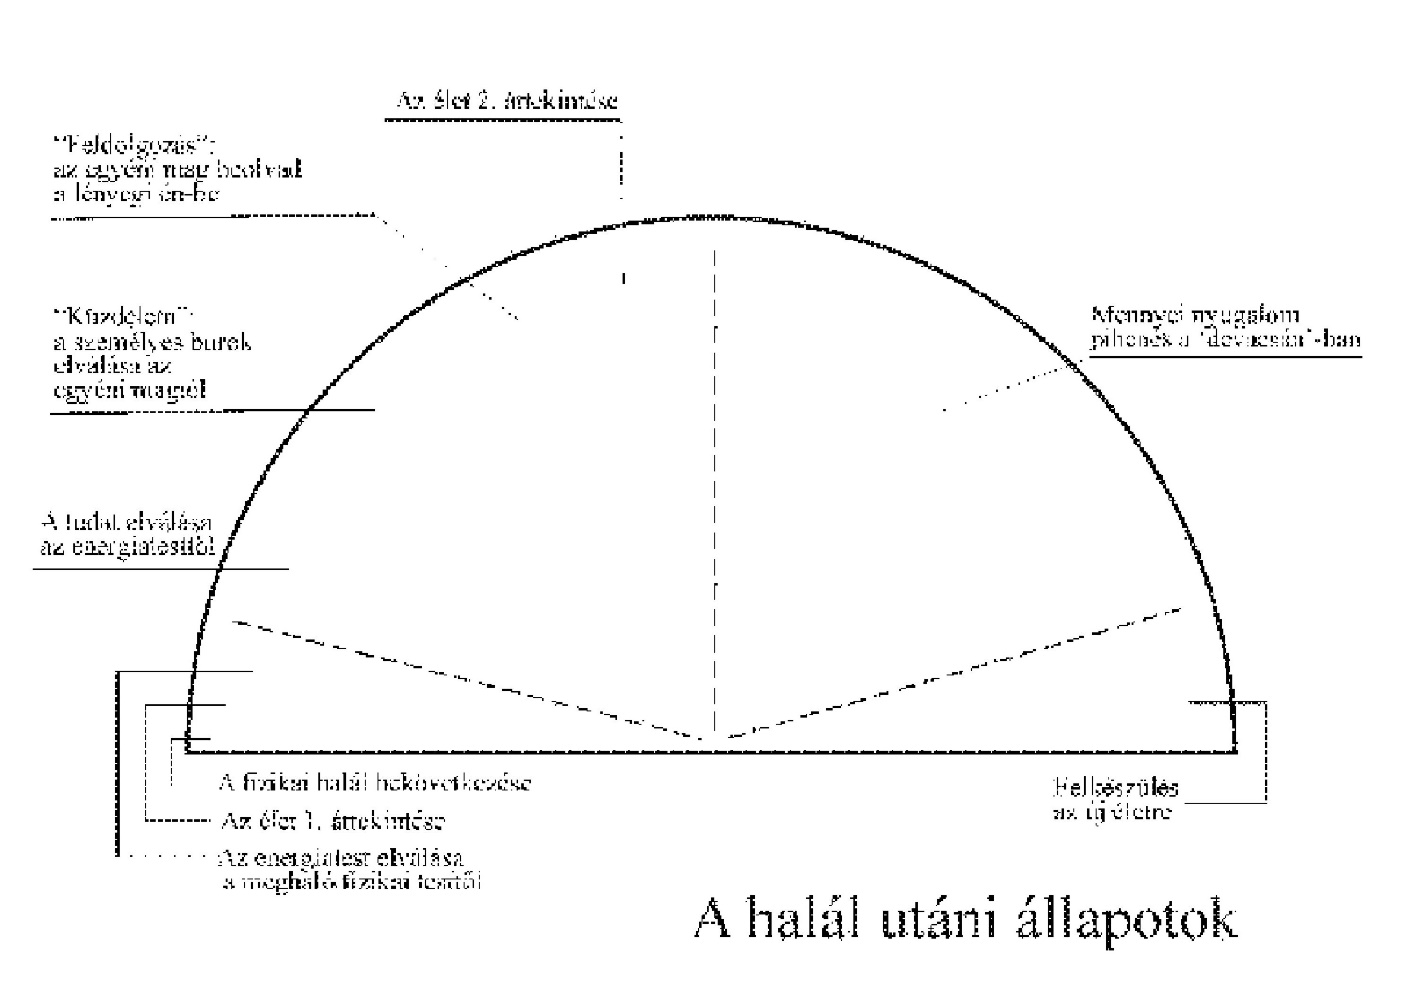 Az élet 2. áttekintése
"Feldolgozás":
az egyéni mag beolvad
a lényegi én-be
"Küzdelem":
a személyes burok
elválása az
egyéni magtól
Mennyei nyugalom
pihenés a "devacsán"-ban
A tudat elválása
az energiatesttől
A fizikai halál bekövetkezése
Az élet 1. áttekintése
Az energiatest elválása
a meghaló fizikai testtől
Felkészülés
az új életre
A halál utáni állapotok